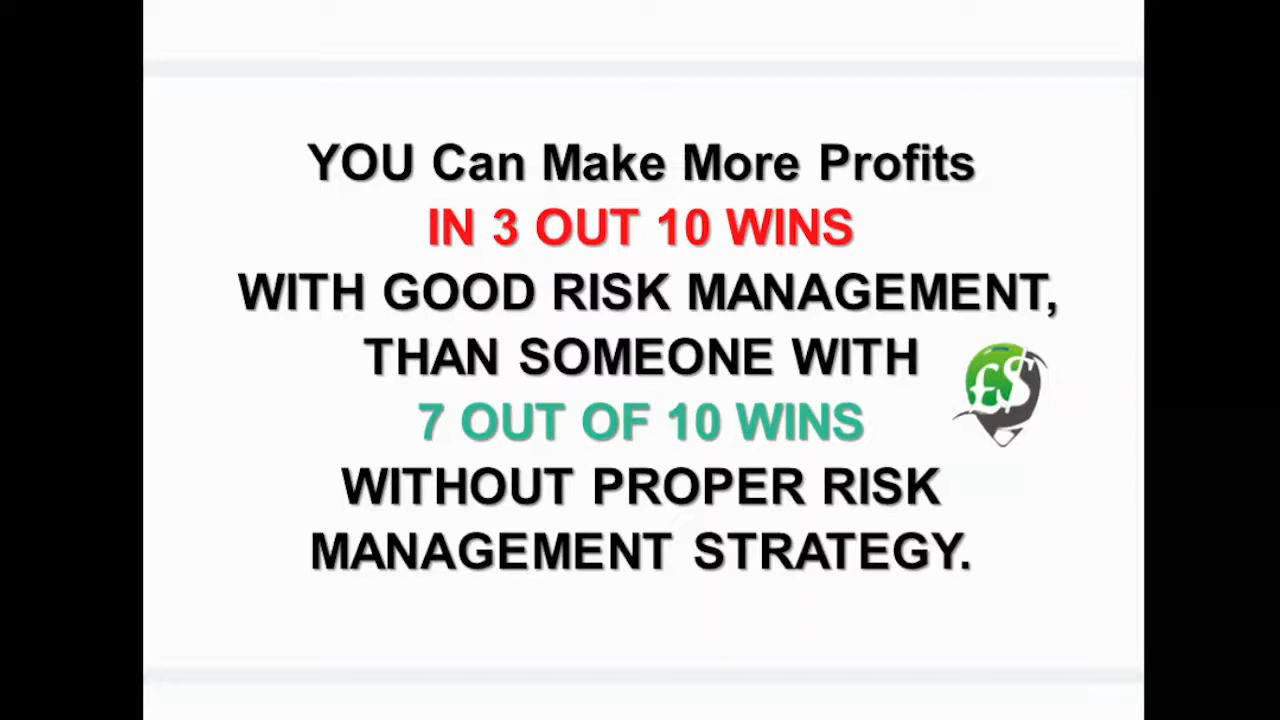 YOU Can Make More Profits
IN 3 OUT 10 WINS
WITH GOOD RISK MANAGEMENT,
THAN SOMEONE WITH
£$
7 OUT OF 10 WINS
WITHOUT PROPER RISK
MANAGEMENT STRATEGY.